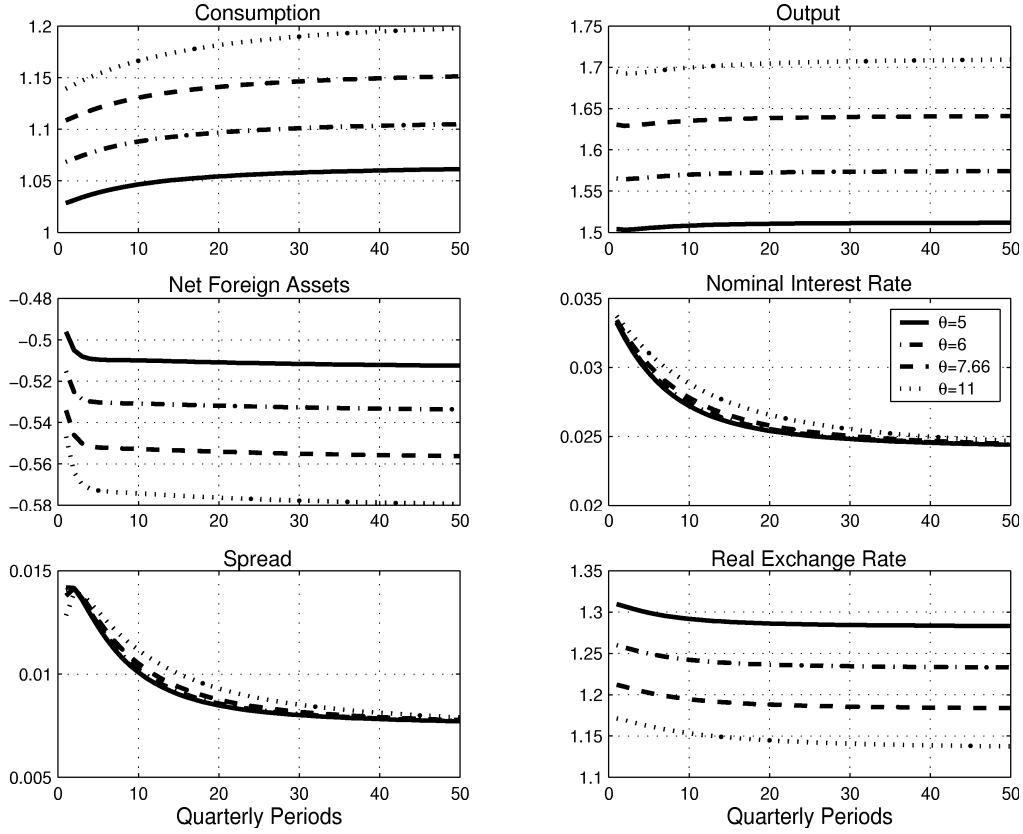 Consumption
1.2
1.15
1.1
1.05
1
0 10 20 30 40 50
Output
1.75
1.7
1.65
1.6
1.55
1.5
0 10 20 30 40 50
Net Foreign Assets
−0.48
−0.5
−0.52
−0.54
−0.56
−0.58
0 10 20 30 40 50
Nominal Interest Rate
0.035
0.03
0.025
0.02
θ=5
θ=6
θ=7.66
θ=11
0 10 20 30 40 50
Spread
0.015
0.01
0.005
0 10 20 30 40 50
Quarterly Periods
Real Exchange Rate
1.3
1.25
1.2
1.15
1.1
0 10 20 30 40 50
Quarterly Periods